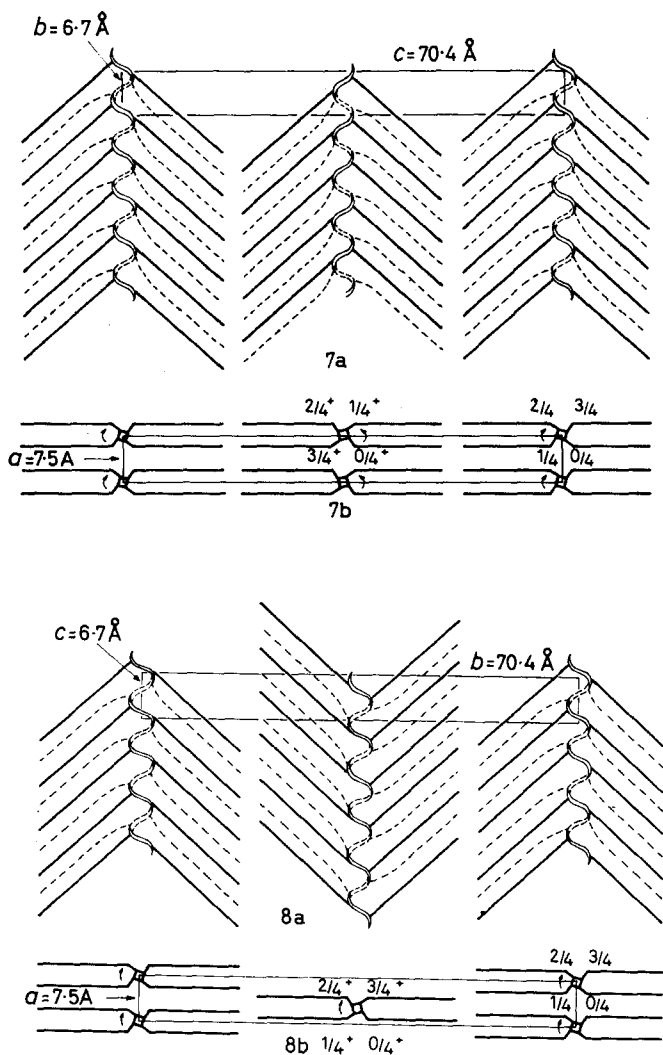 b=6·7 Å
c=70·4 Å
7a
2/4⁺ 1/4⁺ 2/4 3/4
a=7·5A 3/4⁺ 0/4⁺ 1/4 0/4
7b
c=6·7 Å
b=70·4 Å
8a
2/4⁺ 3/4⁺ 2/4 3/4
a=7·5A 1/4 0/4
8b 1/4⁺ 0/4⁺